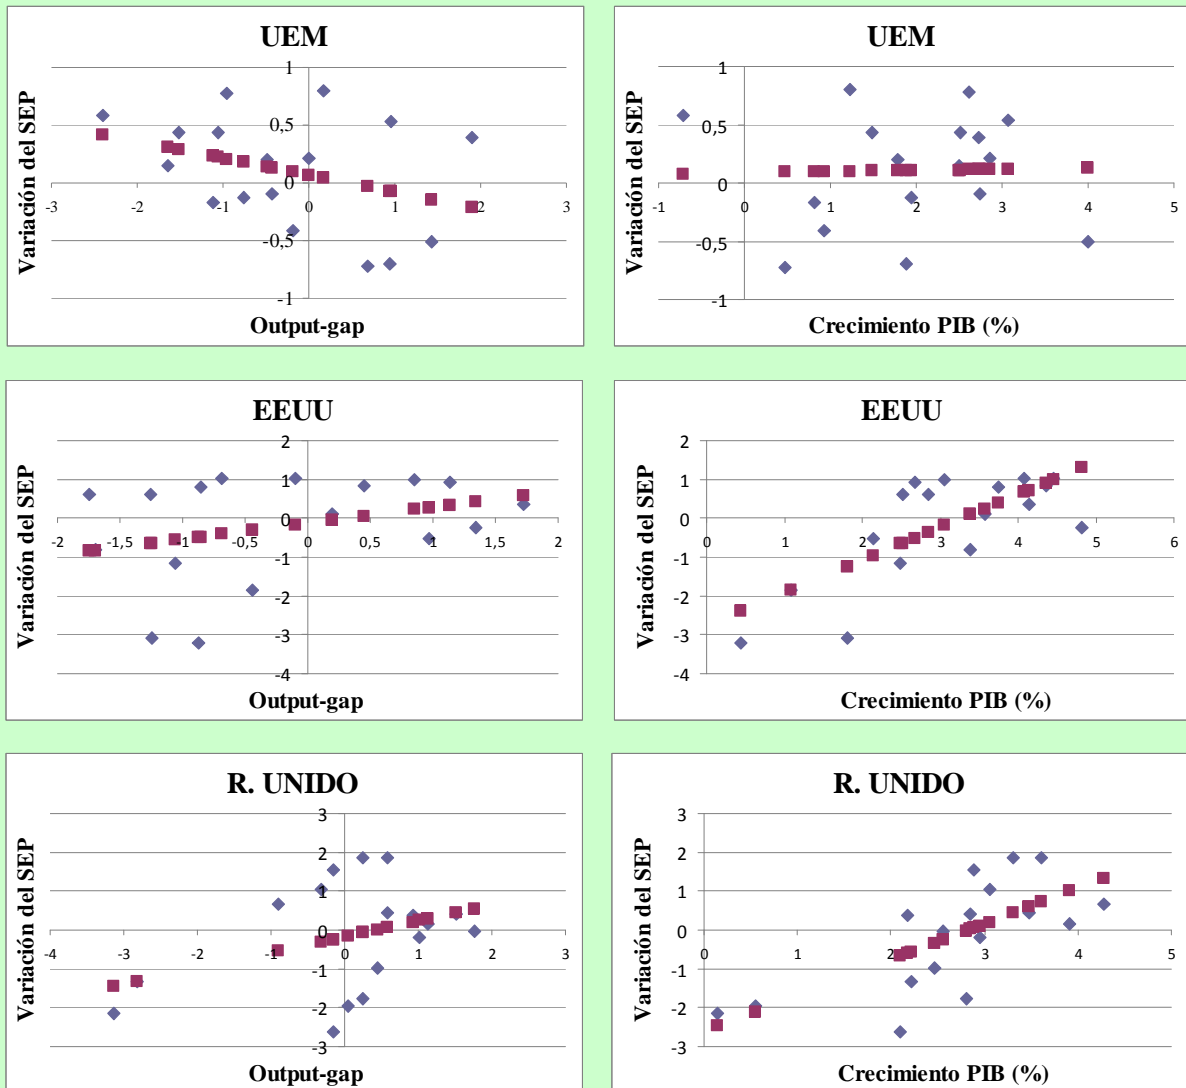 UEM
Variación del SEP
1
0,5
0
-0,5
-1
-3 -2 -1 0 1 2 3
Output-gap
UEM
Variación del SEP
1
0,5
0
-0,5
-1
-1 0 1 2 3 4 5
Crecimiento PIB (%)
EEUU
Variación del SEP
2
1
0
-1
-2
-3
-4
-2 -1,5 -1 -0,5 0 0,5 1 1,5 2
Output-gap
EEUU
Variación del SEP
2
1
0
-1
-2
-3
-4
0 1 2 3 4 5 6
Crecimiento PIB (%)
R. UNIDO
Variación del SEP
3
2
1
0
-1
-2
-3
-4 -3 -2 -1 0 1 2 3
Output-gap
R. UNIDO
Variación del SEP
3
2
1
0
-1
-2
-3
0 1 2 3 4 5
Crecimiento PIB (%)